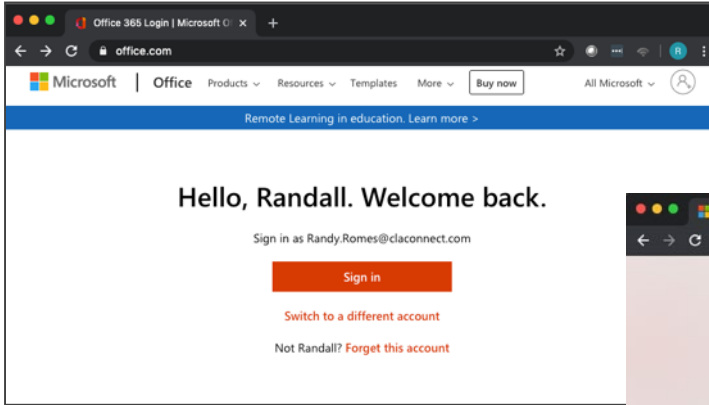 Office 365 Login | Microsoft O
office.com
R
Microsoft | Office Products Resources Templates More Buy now All Microsoft
Remote Learning in education. Learn more >
Hello, Randall. Welcome back.
Sign in as Randy.Romes@claconnect.com
Sign in
Switch to a different account
Not Randall? Forget this account